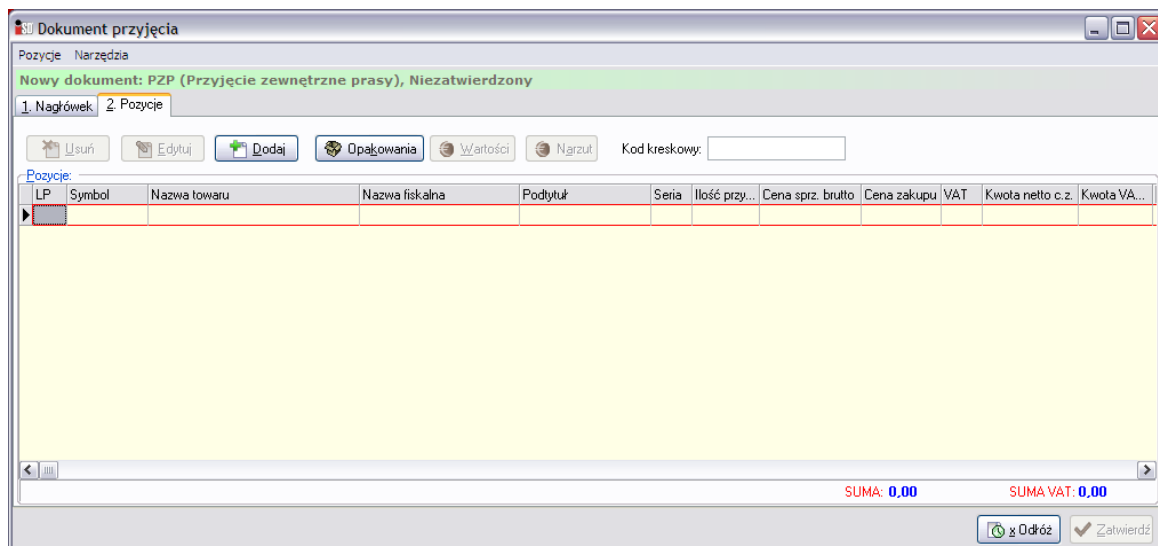 Dokument przyjęcia
Pozycje Narzędzia
Nowy dokument: PZP (Przyjęcie zewnętrzne prasy), Niezatwierdzony
1. Nagłówek 2. Pozycje
Usuń Edytuj Dodaj Opakowania Wartości Narzut Kod kreskowy:
Pozycje:
LP Symbol Nazwa towaru Nazwa fiskalna Podtytuł Seria Ilość przy... Cena sprz. brutto Cena zakupu VAT Kwota netto c.z. Kwota VA...
SUMA: 0,00 SUMA VAT: 0,00
x Odłóż Zatwierdź